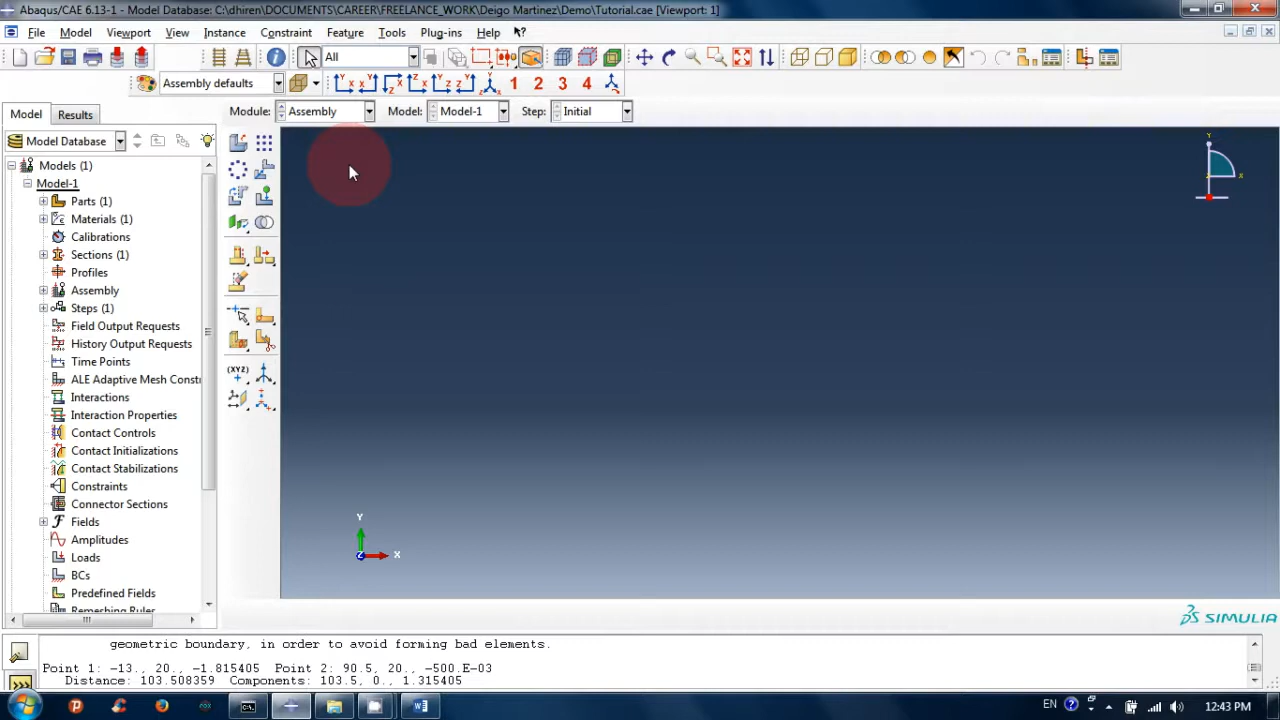 Abaqus/CAE 6.13-1 - Model Database: C:\dhiren\DOCUMENTS\CAREER\FREELANCE_WORK\Deigo Martinez\Demo\Tutorial.cae [Viewport: 1]
File Model Viewport View Instance Constraint Feature Tools Plug-ins Help
All
Assembly defaults 1 2 3 4
Model Results Module: Assembly Model: Model-1 Step: Initial
Model Database
Models (1)
Model-1
Parts (1)
Materials (1)
Calibrations
Sections (1)
Profiles
Assembly
Steps (1)
Field Output Requests
History Output Requests
Time Points
ALE Adaptive Mesh Constr
Interactions
Interaction Properties
Contact Controls
Contact Initializations
Contact Stabilizations
Constraints
Connector Sections
Fields
Amplitudes
Loads
BCs
Predefined Fields
Remeshing Rules
(XYZ)
Y
X
Y
Z X
SIMULIA
geometric boundary, in order to avoid forming bad elements.
Point 1: -13., 20., -1.815405 Point 2: 90.5, 20., -500.E-03
Distance: 103.508359 Components: 103.5, 0., 1.315405
EN 12:43 PM